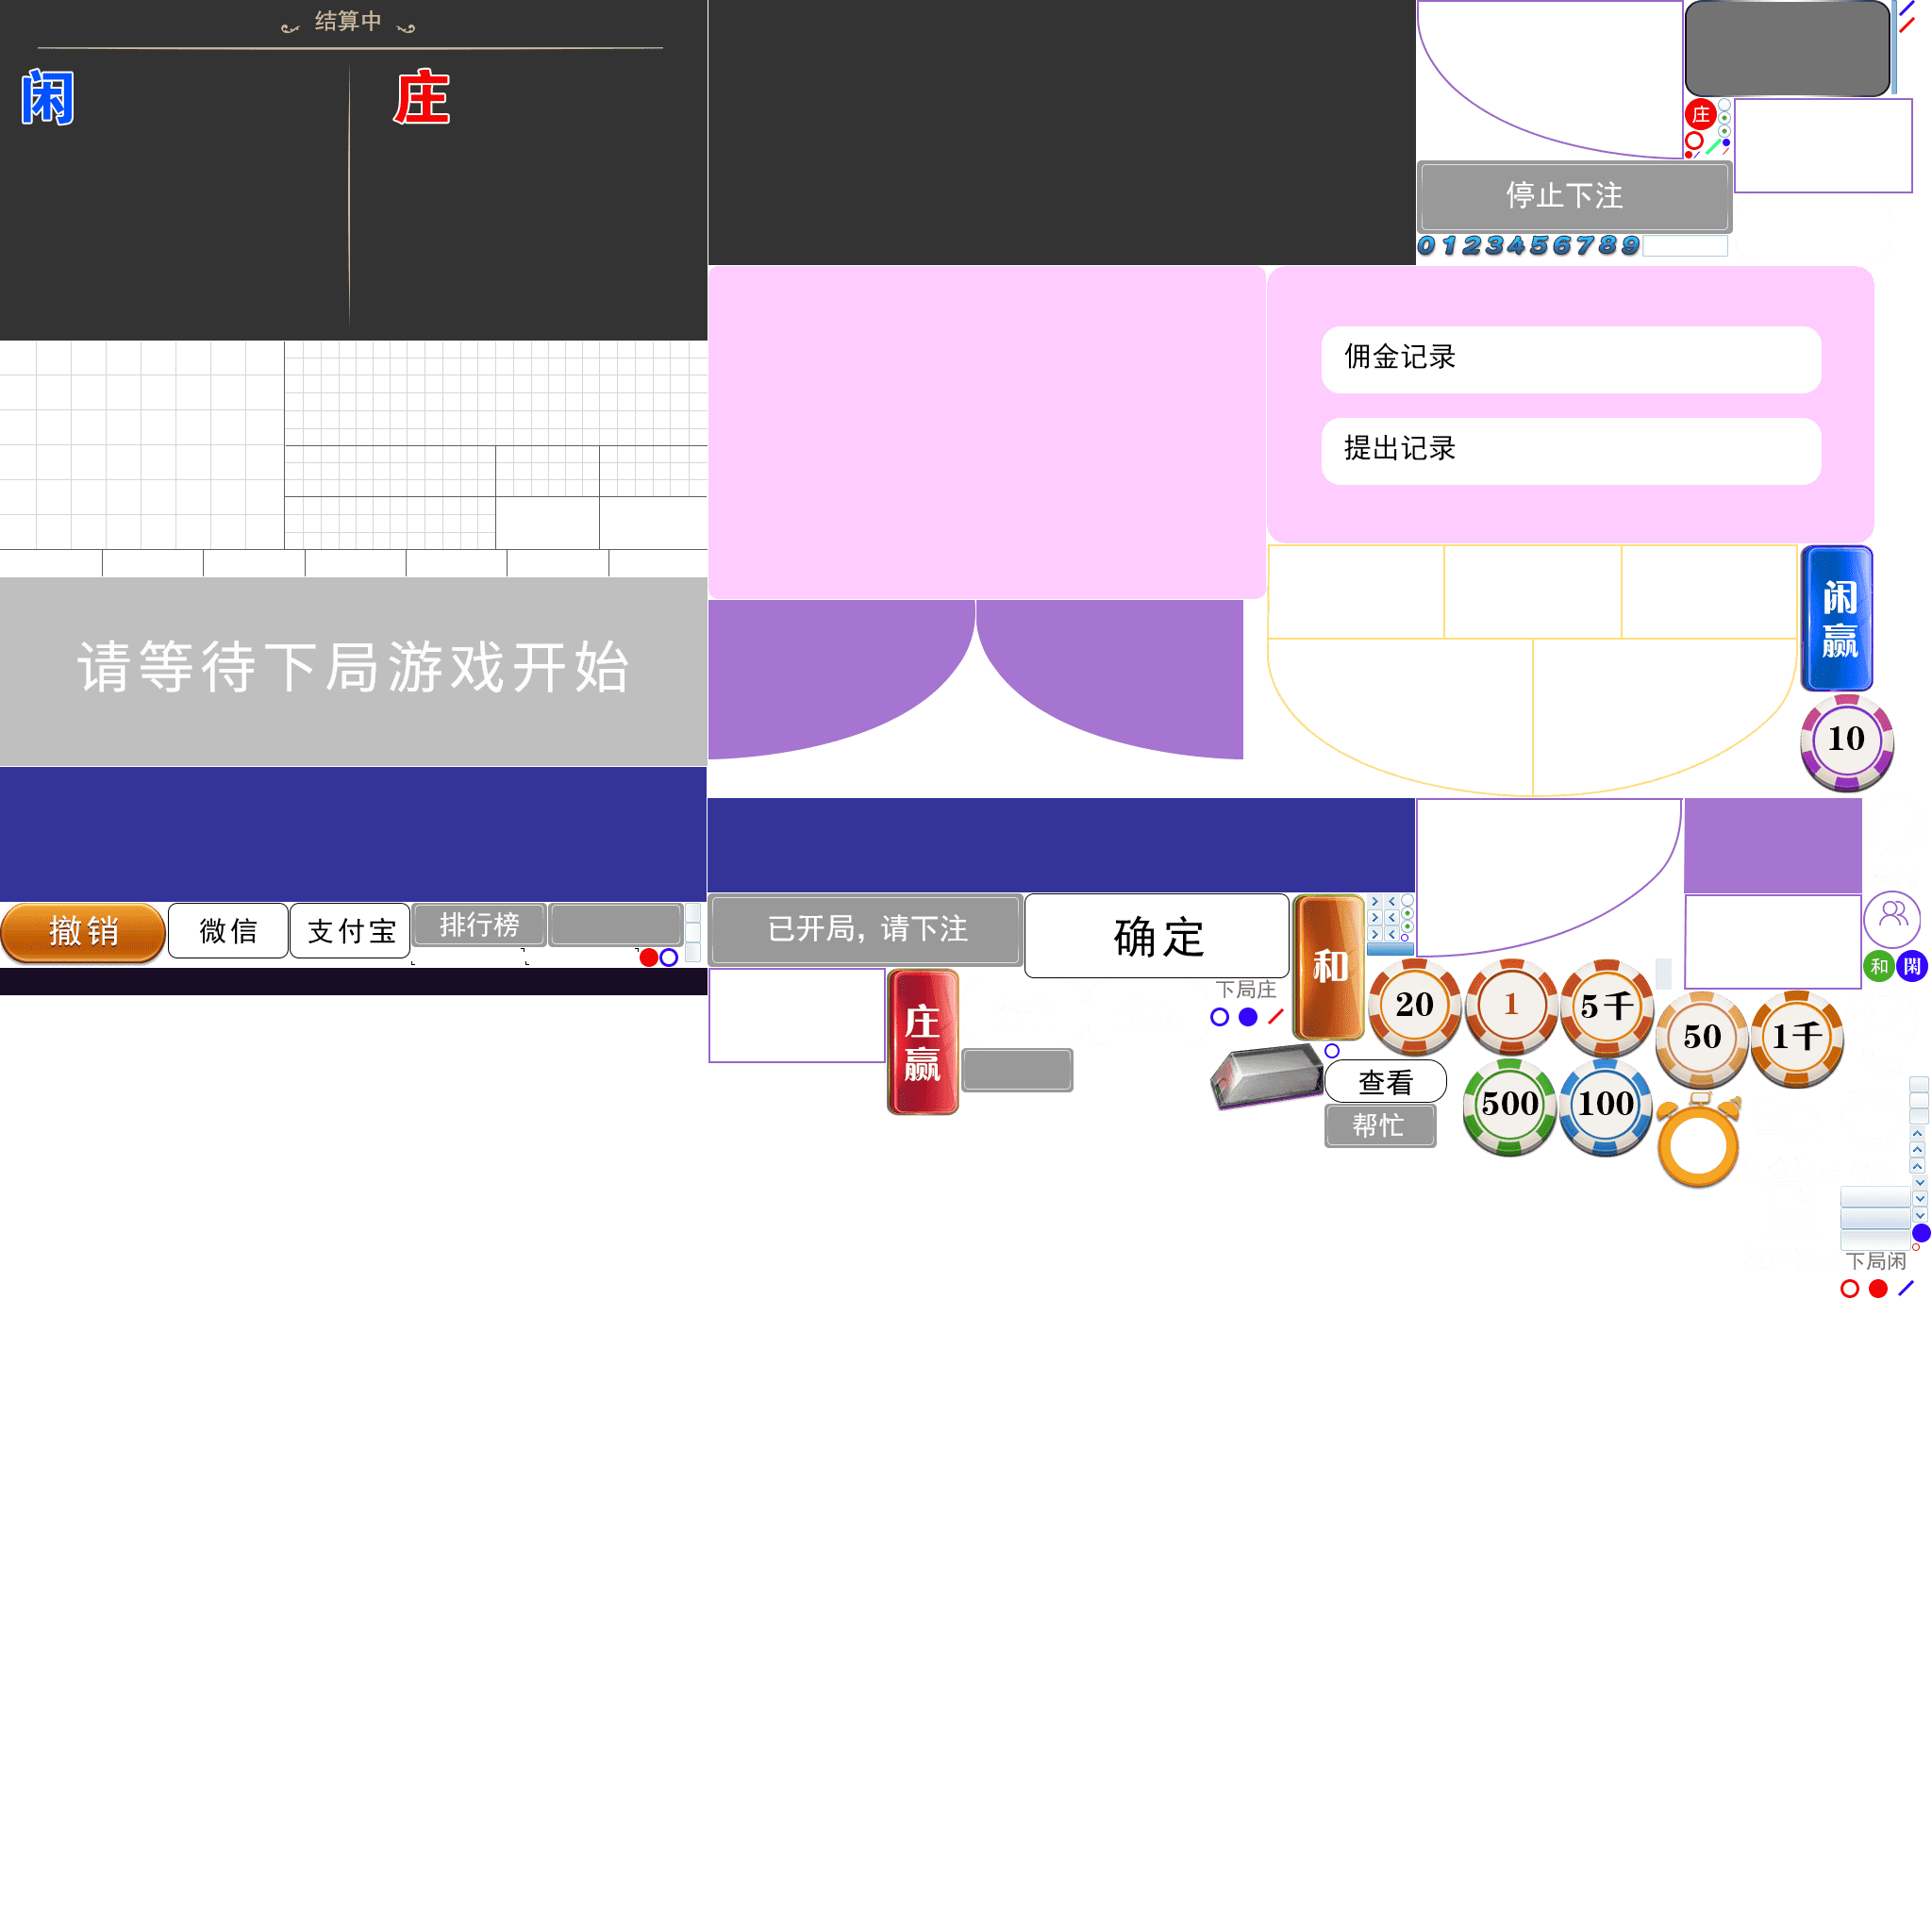 结算中
闲
庄
庄
停止下注
0123456789
佣金记录
提出记录
闲赢
请等待下局游戏开始
10
撤销
微信
支付宝
排行榜
已开局，请下注
确定
和
和
閑
下局庄
庄赢
20
1
5千
50
1千
查看
500
100
帮忙
下局闲